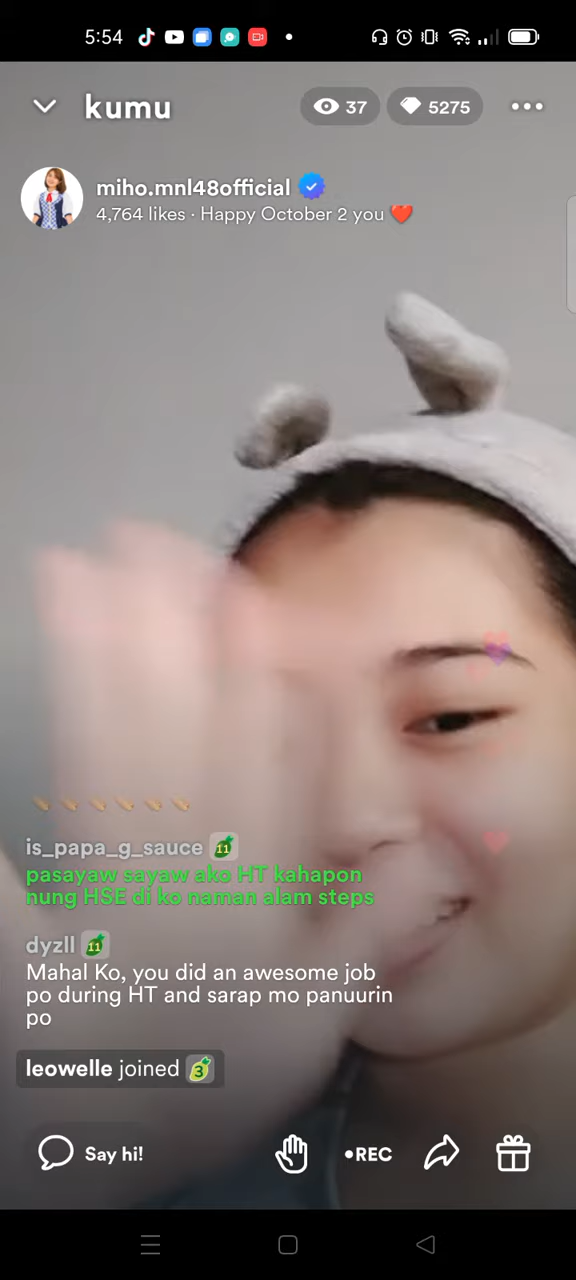 5:54
kumu
37
5275
miho.mnl48official
4,764 likes · Happy October 2 you ❤️
is_papa_g_sauce 11
pasayaw sayaw ako HT kahapon
nung HSE di ko naman alam steps
dyzll 11
Mahal Ko, you did an awesome job
po during HT and sarap mo panuurin
po
leowelle joined 3
Say hi!
•REC